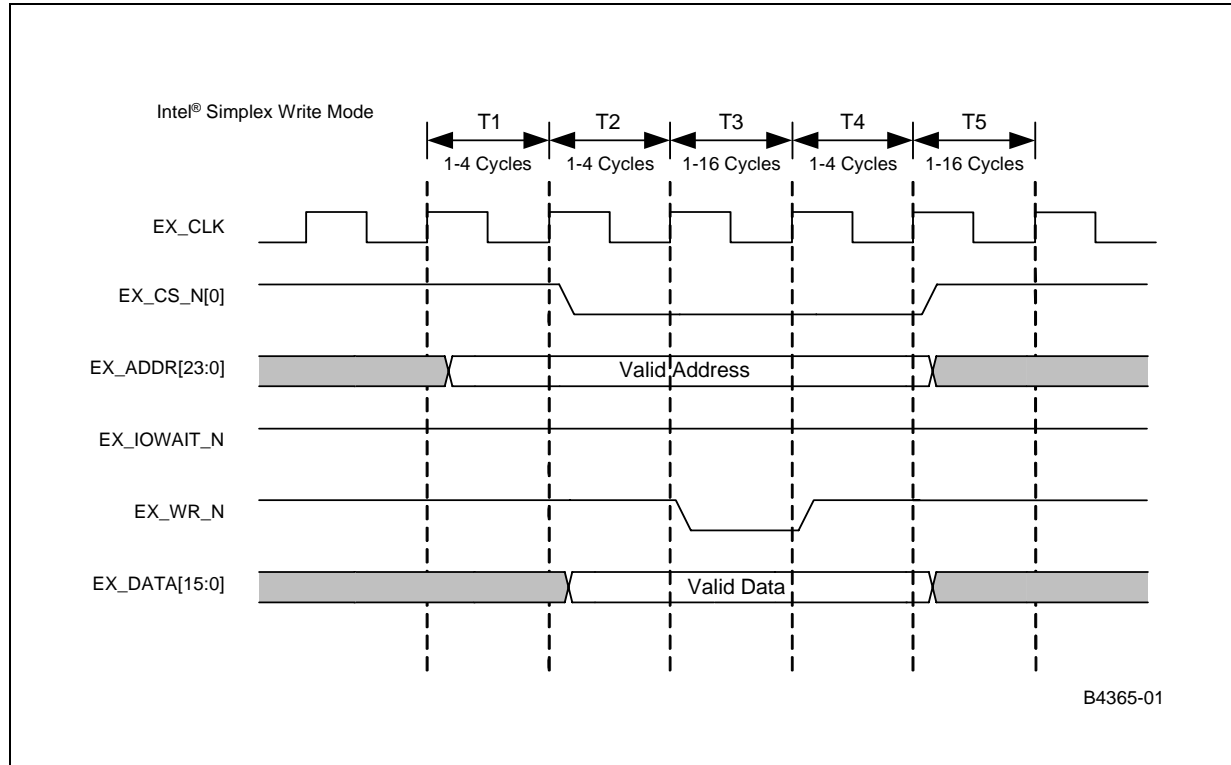 Intel® Simplex Write Mode
T1 T2 T3 T4 T5
1-4 Cycles 1-4 Cycles 1-16 Cycles 1-4 Cycles 1-16 Cycles
EX_CLK
EX_CS_N[0]
EX_ADDR[23:0] Valid Address
EX_IOWAIT_N
EX_WR_N
EX_DATA[15:0] Valid Data
B4365-01